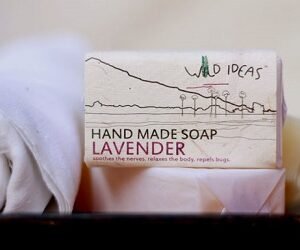 WILD IDEAS
HAND MADE SOAP
LAVENDER
soothes the nerves, relaxes the body, repels bugs